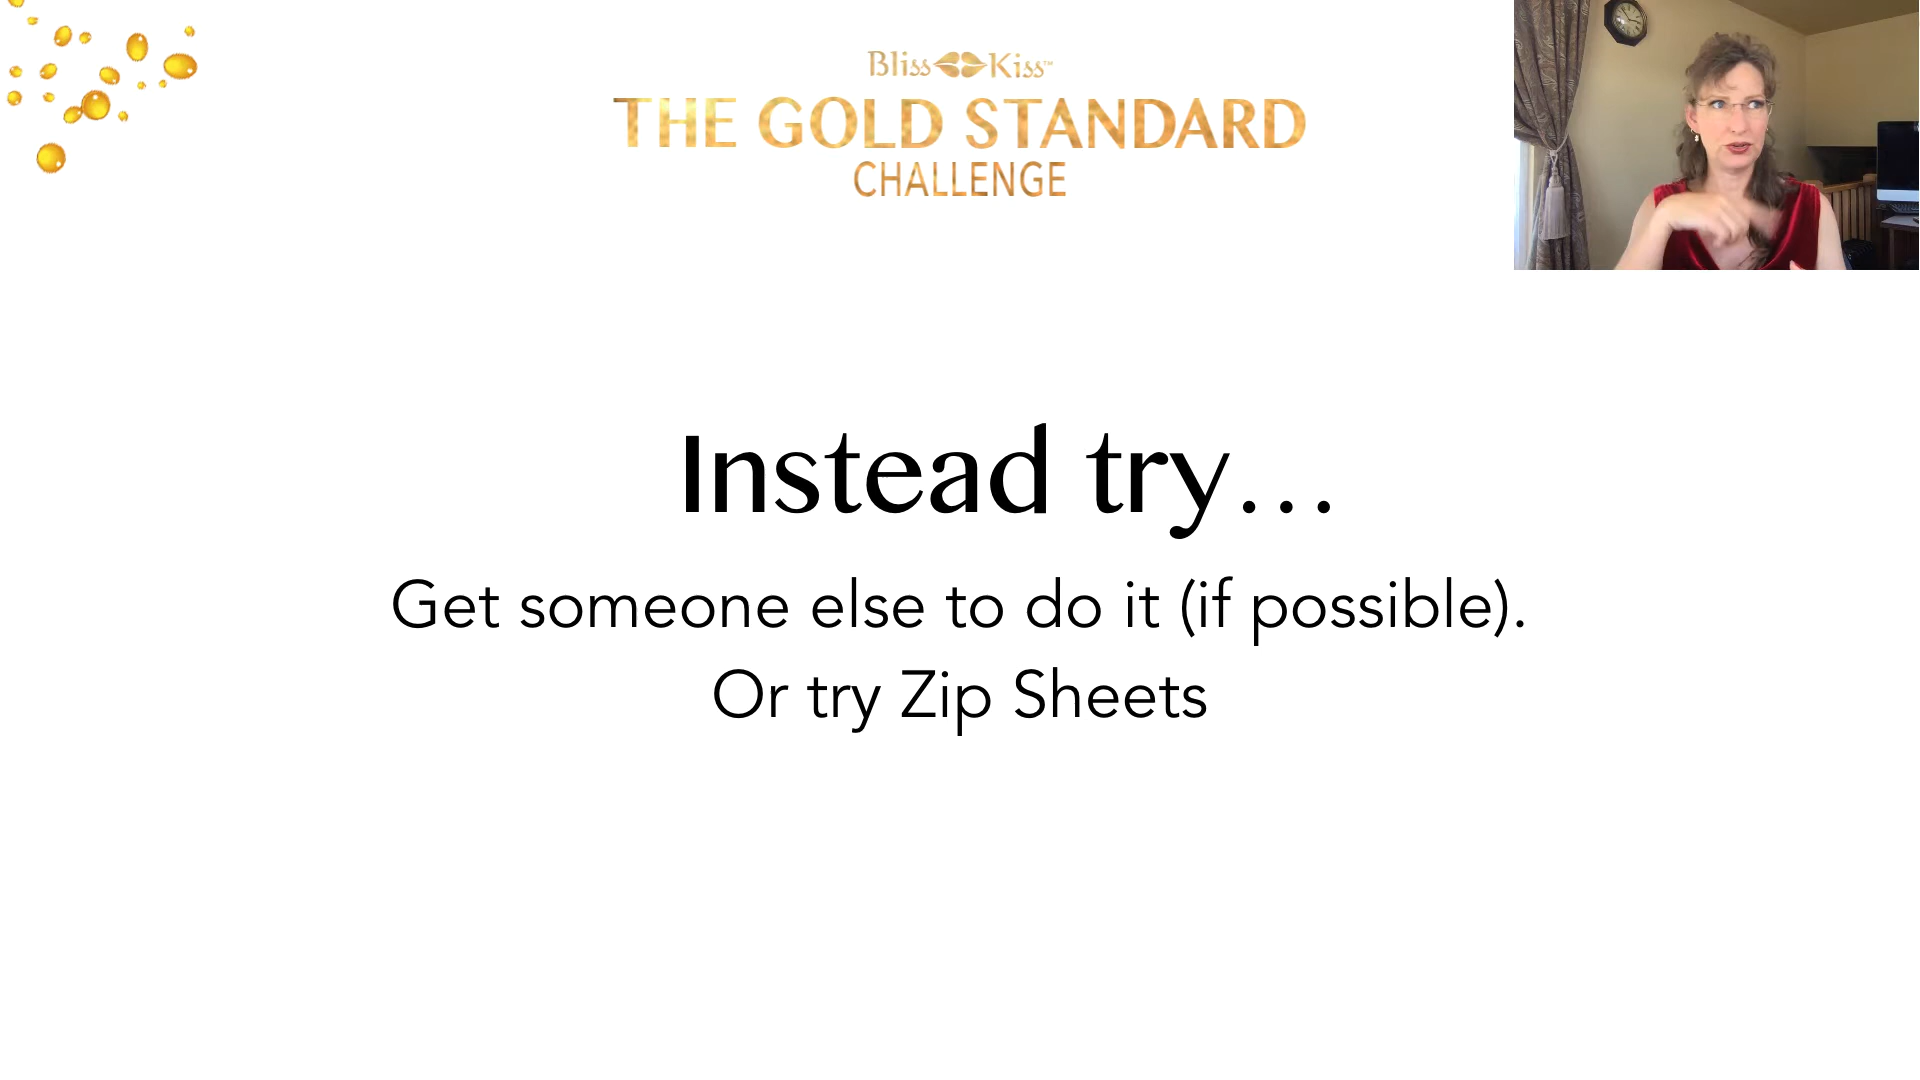 Bliss Kiss™
THE GOLD STANDARD
CHALLENGE
Instead try…
Get someone else to do it (if possible).
Or try Zip Sheets